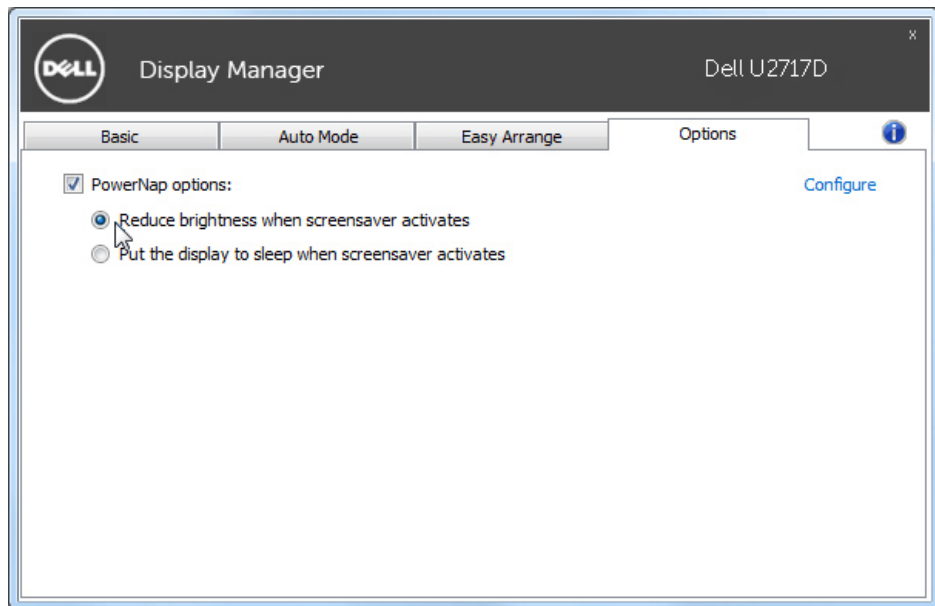 DELL
Display Manager
Dell U2717D
x
Basic
Auto Mode
Easy Arrange
Options
i
PowerNap options:
Configure
Reduce brightness when screensaver activates
Put the display to sleep when screensaver activates